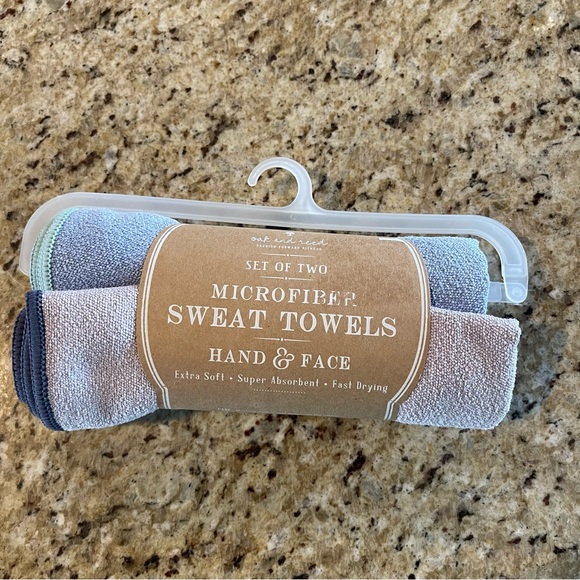 oak and reed
SET OF TWO
MICROFIBER
SWEAT TOWELS
HAND & FACE
Extra Soft • Super Absorbent • Fast Drying